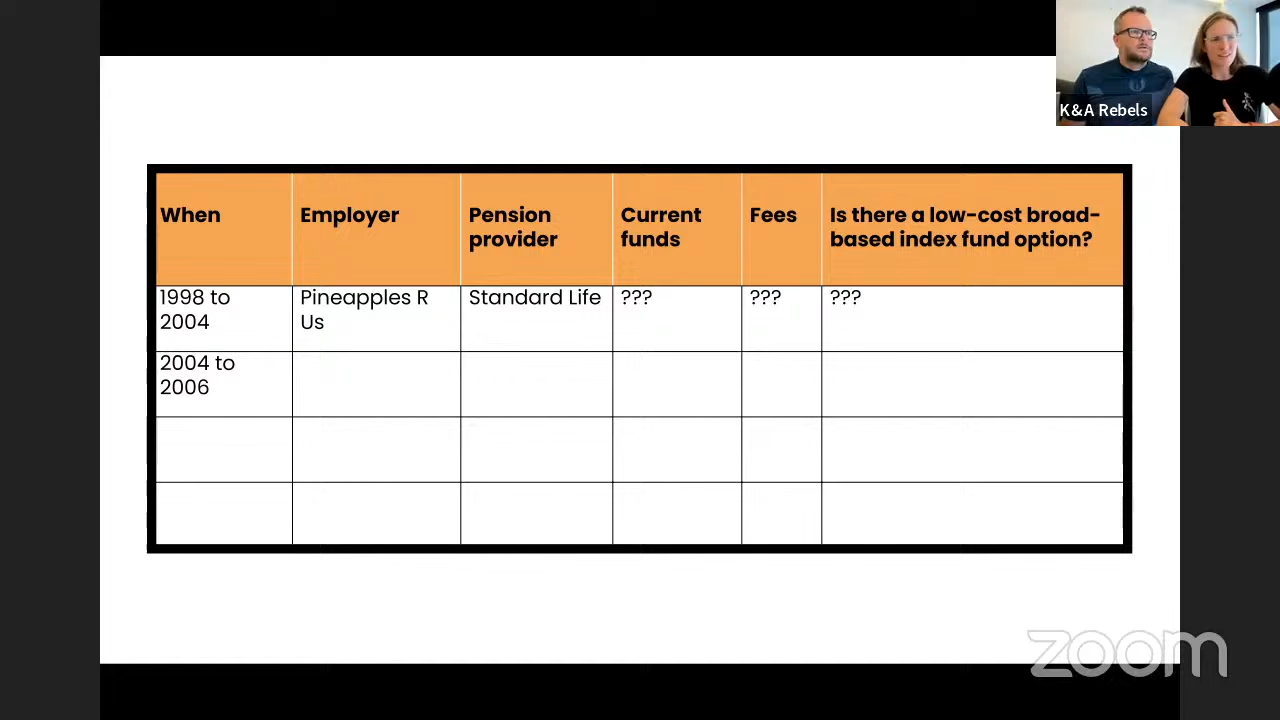 K&A Rebels
When
Employer
Pension
provider
Current
funds
Fees
Is there a low-cost broad-
based index fund option?
1998 to
2004
Pineapples R
Us
Standard Life
???
???
???
2004 to
2006
zoom